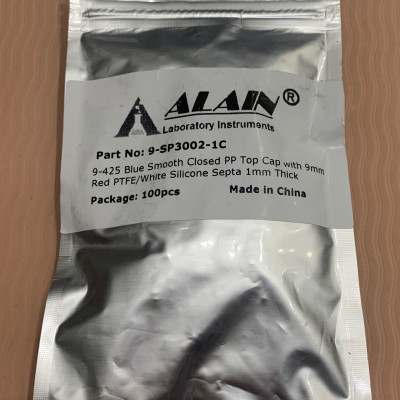 ALAIN®
Laboratory Instruments
Part No: 9-SP3002-1C
9-425 Blue Smooth Closed PP Top Cap with 9mm
Red PTFE/White Silicone Septa 1mm Thick
Package: 100pcs Made in China